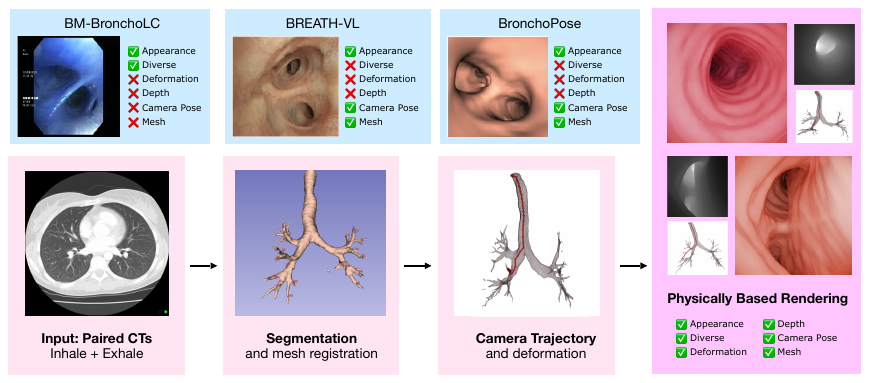 BM-BronchoLC
✅ Appearance
✅ Diverse
❌ Deformation
❌ Depth
❌ Camera Pose
❌ Mesh
BREATH-VL
✅ Appearance
❌ Diverse
❌ Deformation
❌ Depth
✅ Camera Pose
✅ Mesh
BronchoPose
✅ Appearance
❌ Diverse
❌ Deformation
❌ Depth
✅ Camera Pose
✅ Mesh
Input: Paired CTs
Inhale + Exhale
Segmentation
and mesh registration
Camera Trajectory
and deformation
Physically Based Rendering
✅ Appearance
✅ Diverse
✅ Deformation
✅ Depth
✅ Camera Pose
✅ Mesh